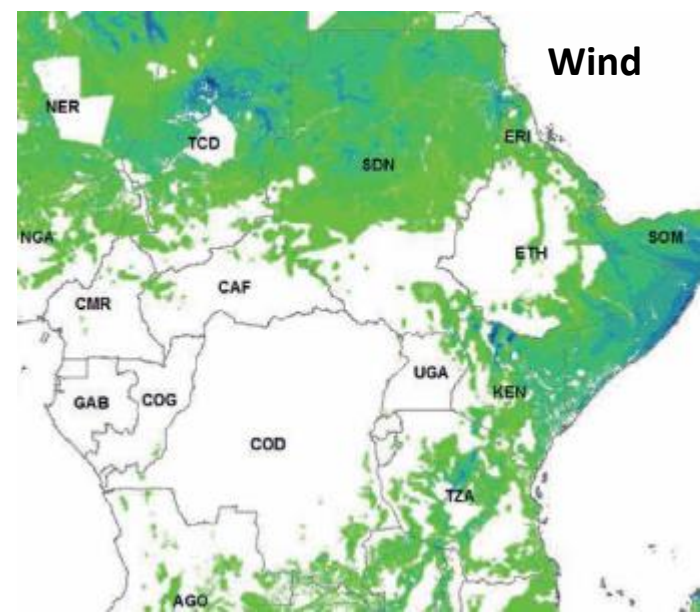 Wind
NER
TCD
ERI
SDN
NGA
SOM
ETH
CAF
CMR
UGA
KEN
GAB
COG
COD
TZA
AGO